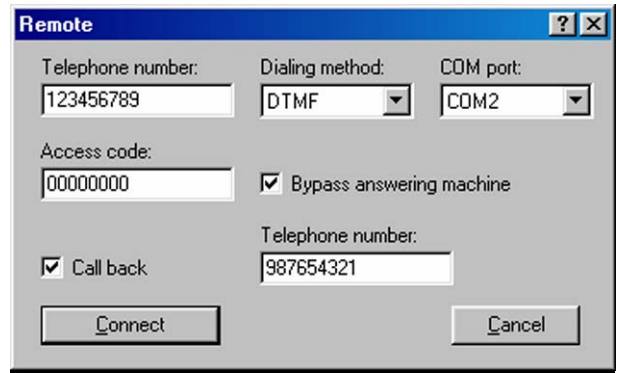 Remote
Telephone number: Dialing method: COM port:
123456789 DTMF COM2
Access code:
00000000 Bypass answering machine
Telephone number:
Call back 987654321
Connect Cancel